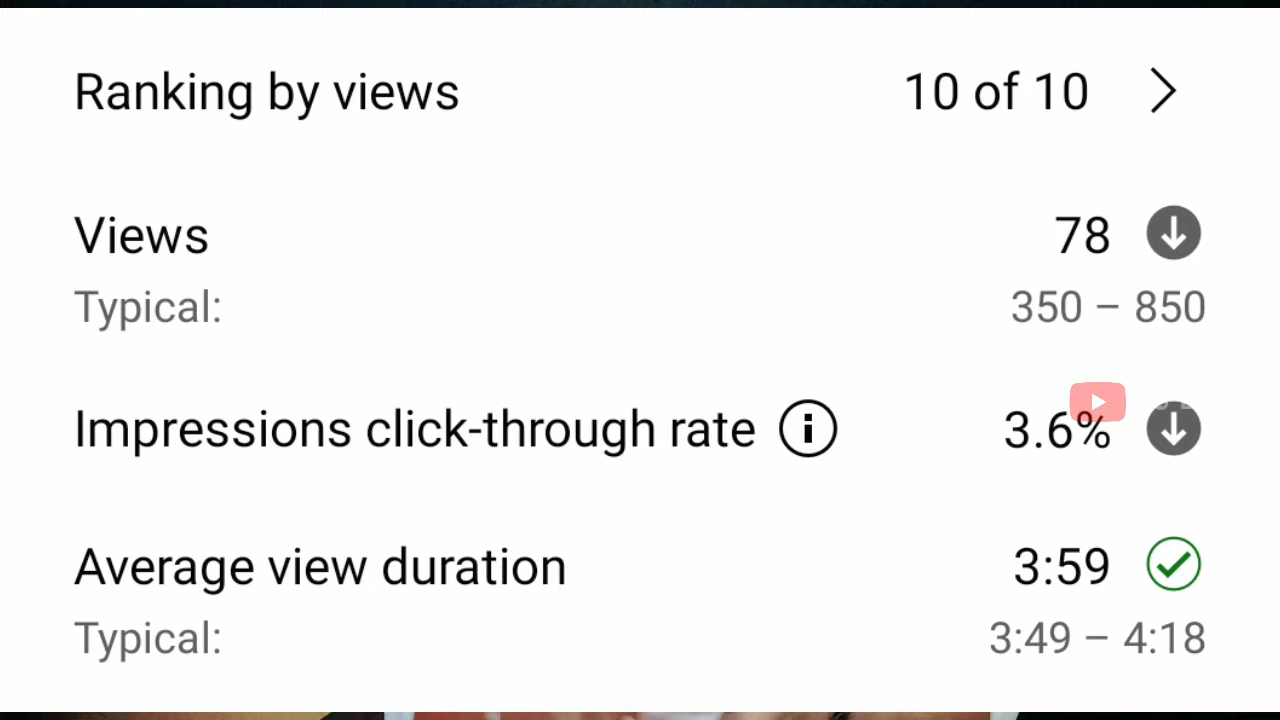 Ranking by views 10 of 10
Views 78
Typical: 350 – 850
Impressions click-through rate 3.6%
Average view duration 3:59
Typical: 3:49 – 4:18